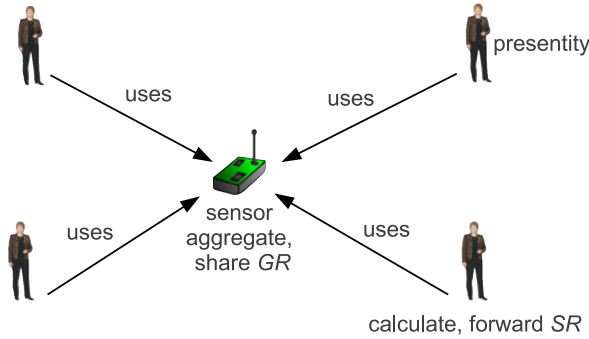 presentity
uses
uses
sensor
aggregate,
share GR
uses
uses
calculate, forward SR